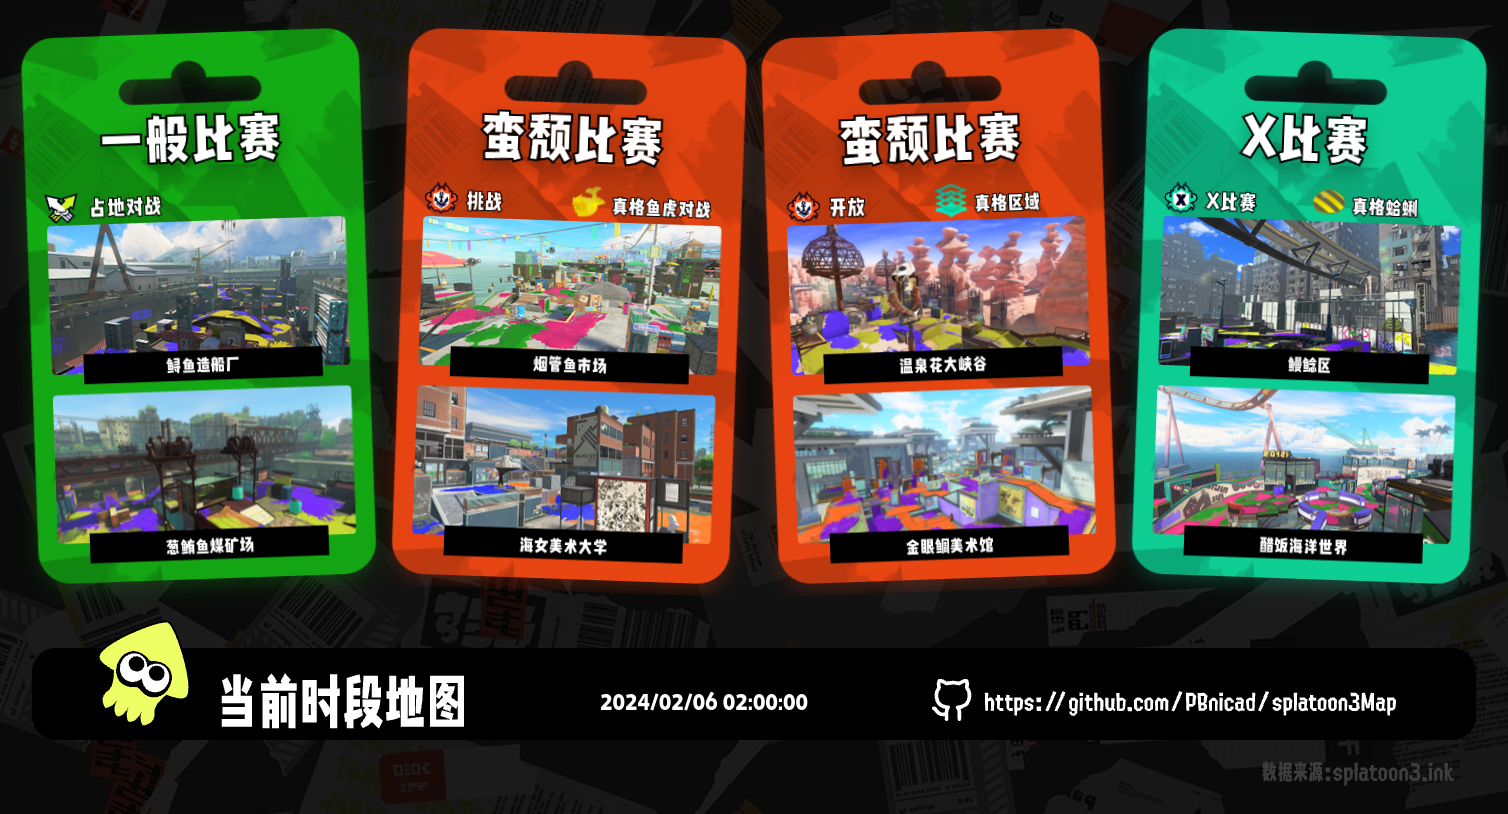 一般比赛
占地对战
鲟鱼造船厂
葱鲔鱼煤矿场
蛮颓比赛
挑战
真格鱼虎对战
烟管鱼市场
海女美术大学
蛮颓比赛
开放
真格区域
温泉花大峡谷
金眼鲷美术馆
X比赛
X比赛
真格蛤蜊
鳗鲶区
醋饭海洋世界
当前时段地图
2024/02/06 02:00:00
https://github.com/PBnicad/splatoon3Map
数据来源:splatoon3.ink